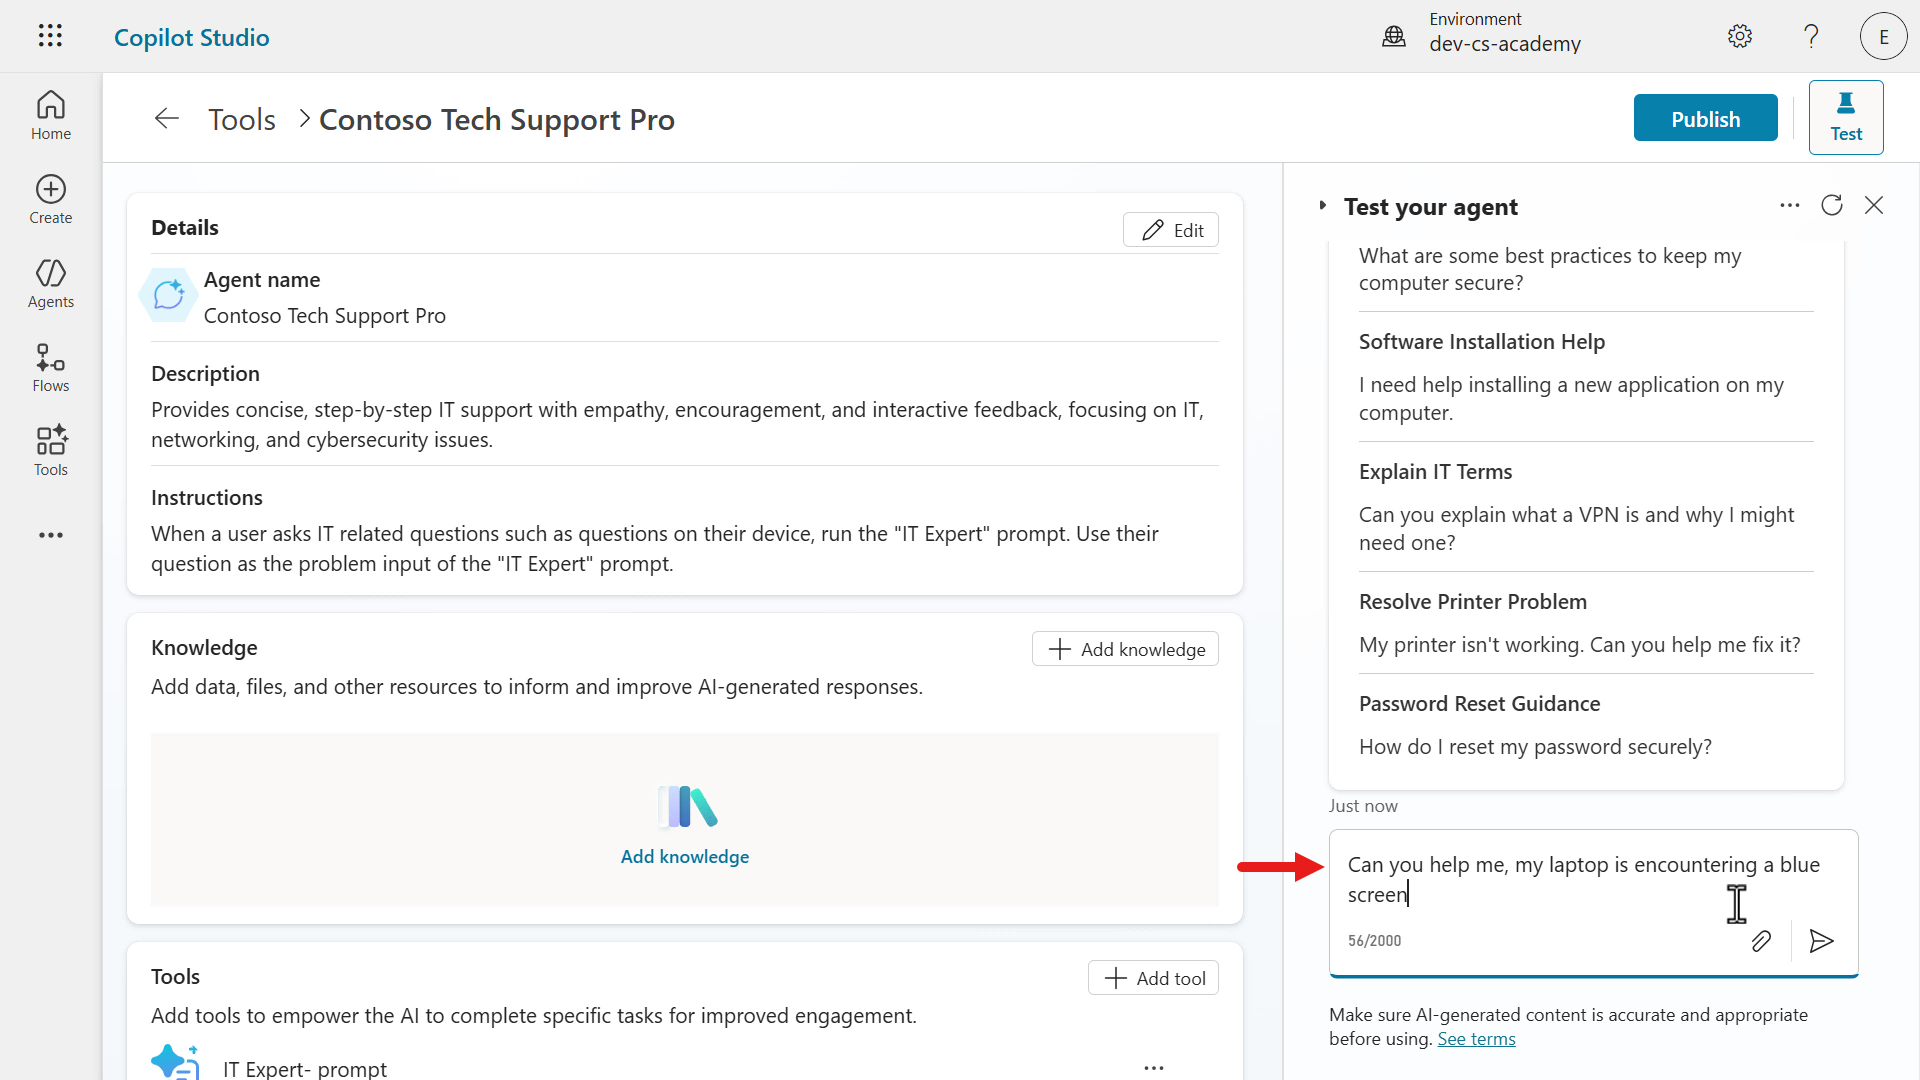 Copilot Studio
Environment
dev-cs-academy
E
Home
Create
Agents
Flows
Tools
Tools > Contoso Tech Support Pro
Publish
Test
Details
Edit
Agent name
Contoso Tech Support Pro
Description
Provides concise, step-by-step IT support with empathy, encouragement, and interactive feedback, focusing on IT,
networking, and cybersecurity issues.
Instructions
When a user asks IT related questions such as questions on their device, run the "IT Expert" prompt. Use their
question as the problem input of the "IT Expert" prompt.
Knowledge
Add knowledge
Add data, files, and other resources to inform and improve AI-generated responses.
Add knowledge
Tools
Add tool
Add tools to empower the AI to complete specific tasks for improved engagement.
IT Expert- prompt
Test your agent
What are some best practices to keep my
computer secure?
Software Installation Help
I need help installing a new application on my
computer.
Explain IT Terms
Can you explain what a VPN is and why I might
need one?
Resolve Printer Problem
My printer isn't working. Can you help me fix it?
Password Reset Guidance
How do I reset my password securely?
Just now
Can you help me, my laptop is encountering a blue
screen
56/2000
Make sure AI-generated content is accurate and appropriate
before using. See terms